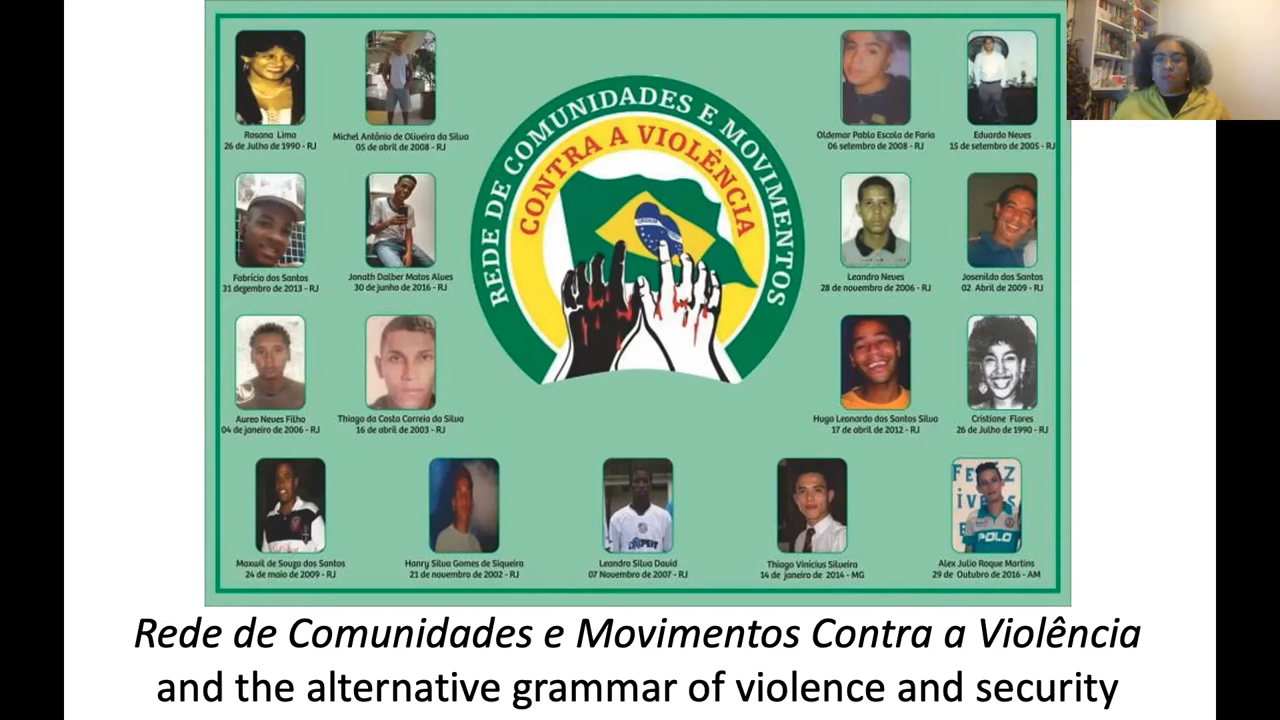 REDE DE COMUNIDADES E MOVIMENTOS
CONTRA A VIOLÊNCIA
Rosana Lima
26 de Julho de 1990 - RJ
Michel Antônio de Oliveira da Silva
05 de abril de 2008 - RJ
Oldemar Pablo Escola de Faria
06 setembro de 2008 - RJ
Eduardo Neves
15 de setembro de 2005 - RJ
Fabrício dos Santos
31 dezembro de 2013 - RJ
Jonath Dalber Matos Alves
30 de junho de 2016 - RJ
Leandro Neves
28 de novembro de 2006 - RJ
Josenildo dos Santos
02 Abril de 2009 - RJ
Aureo Neves Filho
04 de janeiro de 2006 - RJ
Thiago da Costa Correia da Silva
16 de abril de 2003 - RJ
Hugo Leonardo dos Santos Silva
17 de abril de 2012 - RJ
Cristiane Flores
26 de Julho de 1990 - RJ
Maxwil de Souza dos Santos
24 de maio de 2009 - RJ
Hanry Silva Gomes de Siqueira
21 de novembro de 2002 - RJ
Leandro Silva David
07 Novembro de 2007 - RJ
Thiago Vinícius Silveira
14 de janeiro de 2014 - MG
POLO
Alex Julio Roque Martins
29 de Outubro de 2016 - AM
Rede de Comunidades e Movimentos Contra a Violência
and the alternative grammar of violence and security